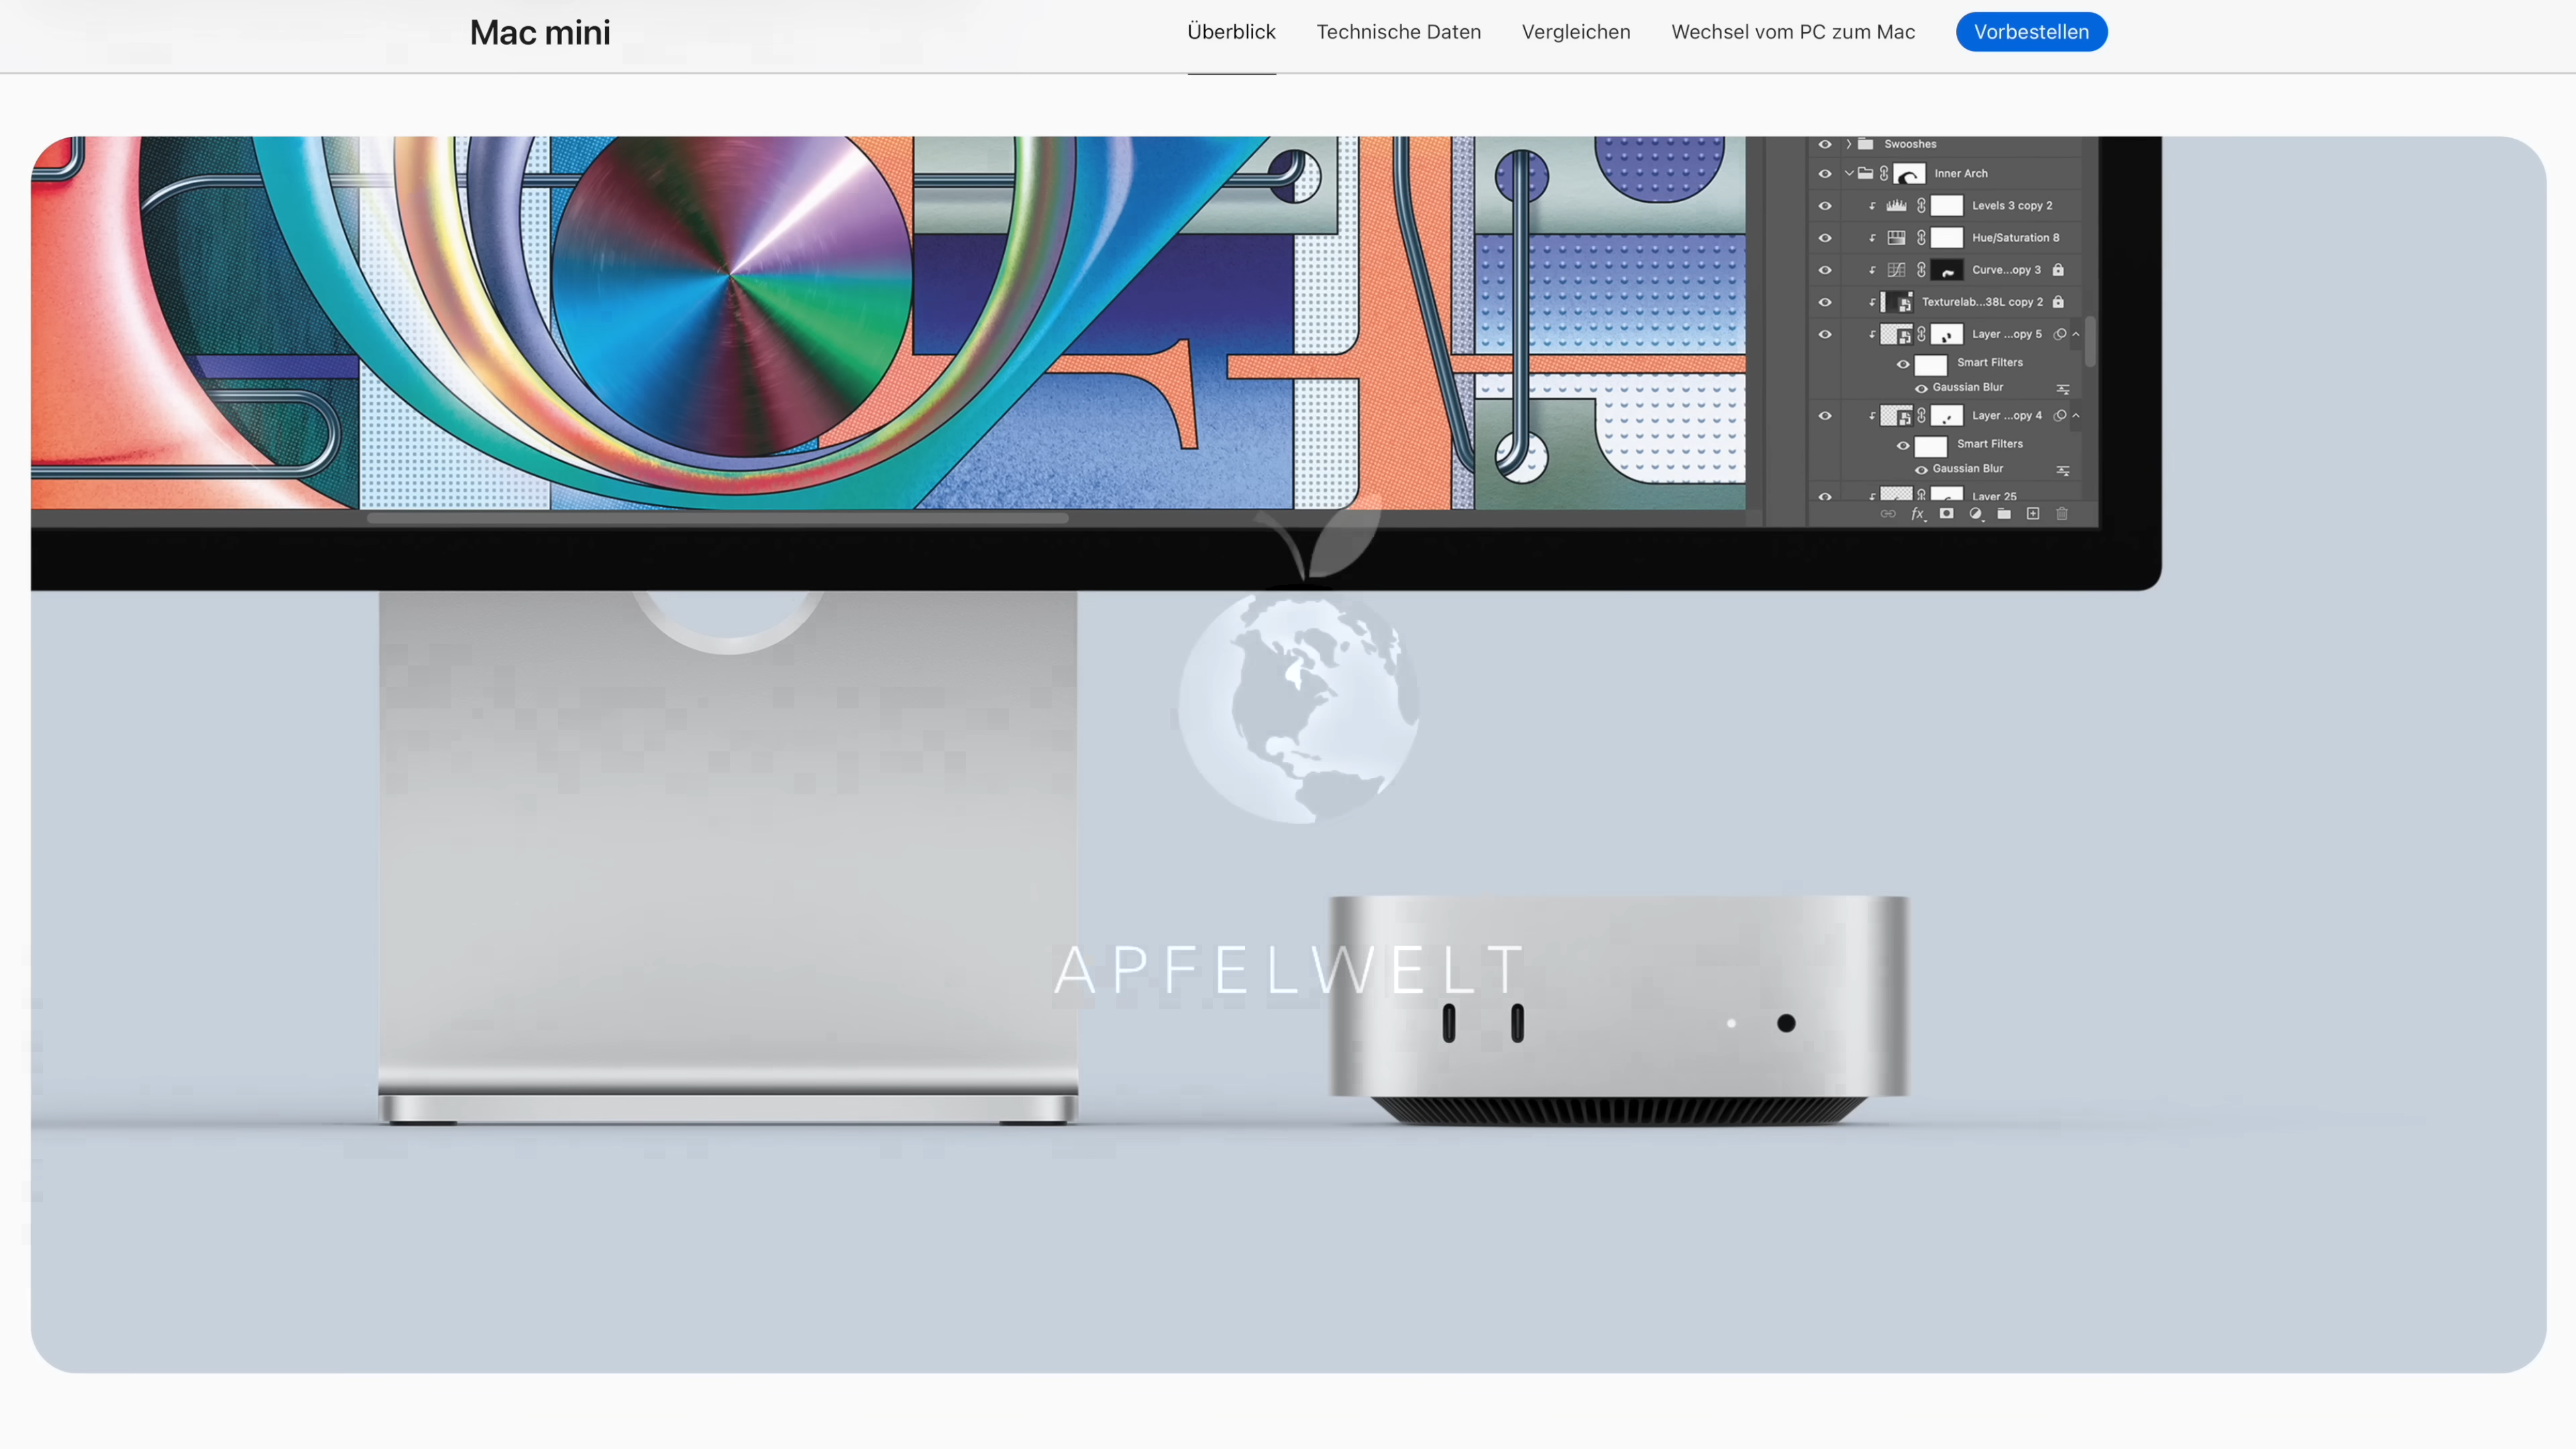 Mac mini
Überblick Technische Daten Vergleichen Wechsel vom PC zum Mac Vorbestellen
Swooshes
Inner Arch
Levels 3 copy 2
Hue/Saturation 8
Curve...opy 3
Texturelab...38L copy 2
Layer ...opy 5
Smart Filters
Gaussian Blur
Layer ...opy 4
Smart Filters
Gaussian Blur
Layer 25
fx
APFELWELT